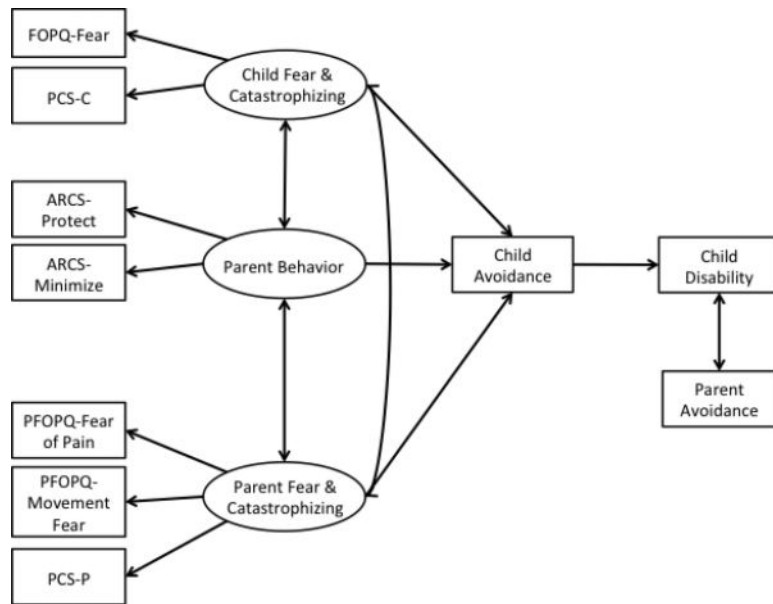 FOPQ-Fear
PCS-C
Child Fear &
Catastrophizing
ARCS-
Protect
ARCS-
Minimize
Parent Behavior
Child
Avoidance
Child
Disability
Parent
Avoidance
PFOPQ-Fear
of Pain
PFOPQ-
Movement
Fear
PCS-P
Parent Fear &
Catastrophizing